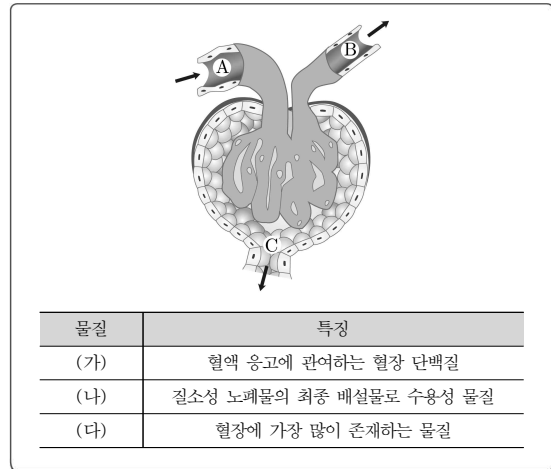 A
B
C
물질 특징
(가) 혈액 응고에 관여하는 혈장 단백질
(나) 질소성 노폐물의 최종 배설물로 수용성 물질
(다) 혈장에 가장 많이 존재하는 물질